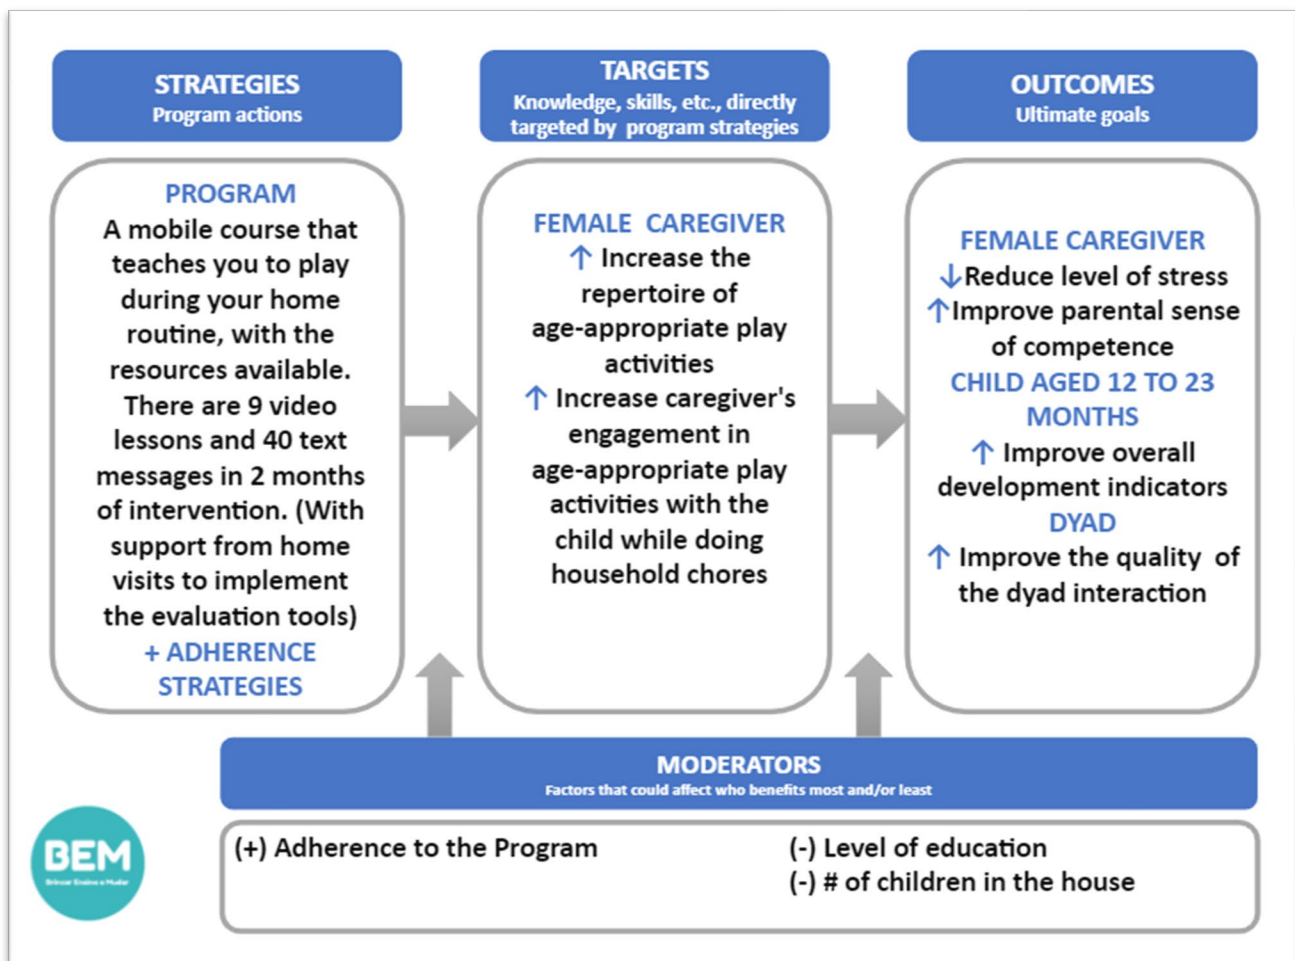 STRATEGIES
Program actions
TARGETS
Knowledge, skills, etc., directly
targeted by program strategies
OUTCOMES
Ultimate goals
PROGRAM
A mobile course that
teaches you to play
during your home
routine, with the
resources available.
There are 9 video
lessons and 40 text
messages in 2 months
of intervention. (With
support from home
visits to implement
the evaluation tools)
+ ADHERENCE
STRATEGIES
FEMALE CAREGIVER
↑ Increase the
repertoire of
age-appropriate play
activities
↑ Increase caregiver's
engagement in
age-appropriate play
activities with the
child while doing
household chores
FEMALE CAREGIVER
↓Reduce level of stress
↑Improve parental sense
of competence
CHILD AGED 12 TO 23
MONTHS
↑ Improve overall
development indicators
DYAD
↑ Improve the quality of
the dyad interaction
MODERATORS
Factors that could affect who benefits most and/or least
(+) Adherence to the Program
(-) Level of education
(-) # of children in the house
BEM
Brincar Ensina a Mudar